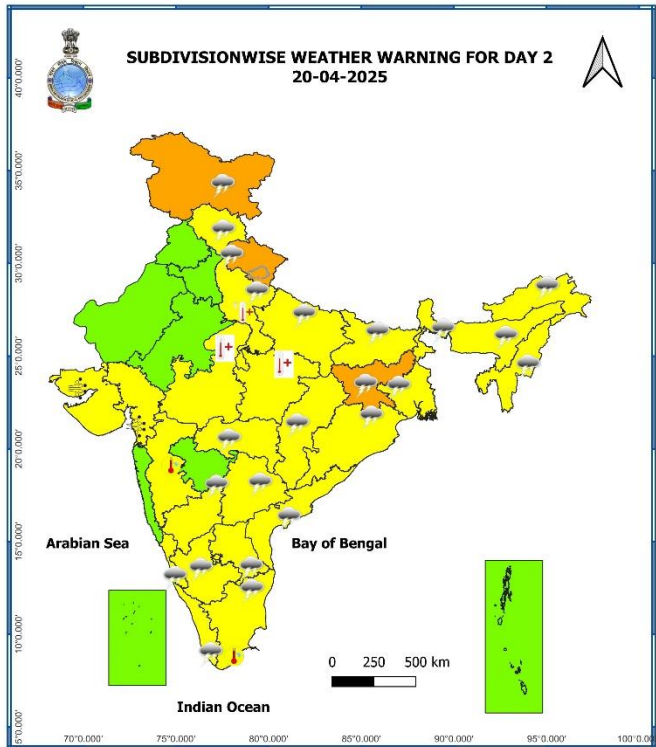 SUBDIVISIONWISE WEATHER WARNING FOR DAY 2
20-04-2025
40°0.000'
35°0.000'
30°0.000'
25°0.000'
20°0.000'
15°0.000'
10°0.000'
5°0.000'
Arabian Sea
Bay of Bengal
0 250 500 km
Indian Ocean
70°0.000' 75°0.000' 80°0.000' 85°0.000' 90°0.000' 95°0.000' 100°0.000'